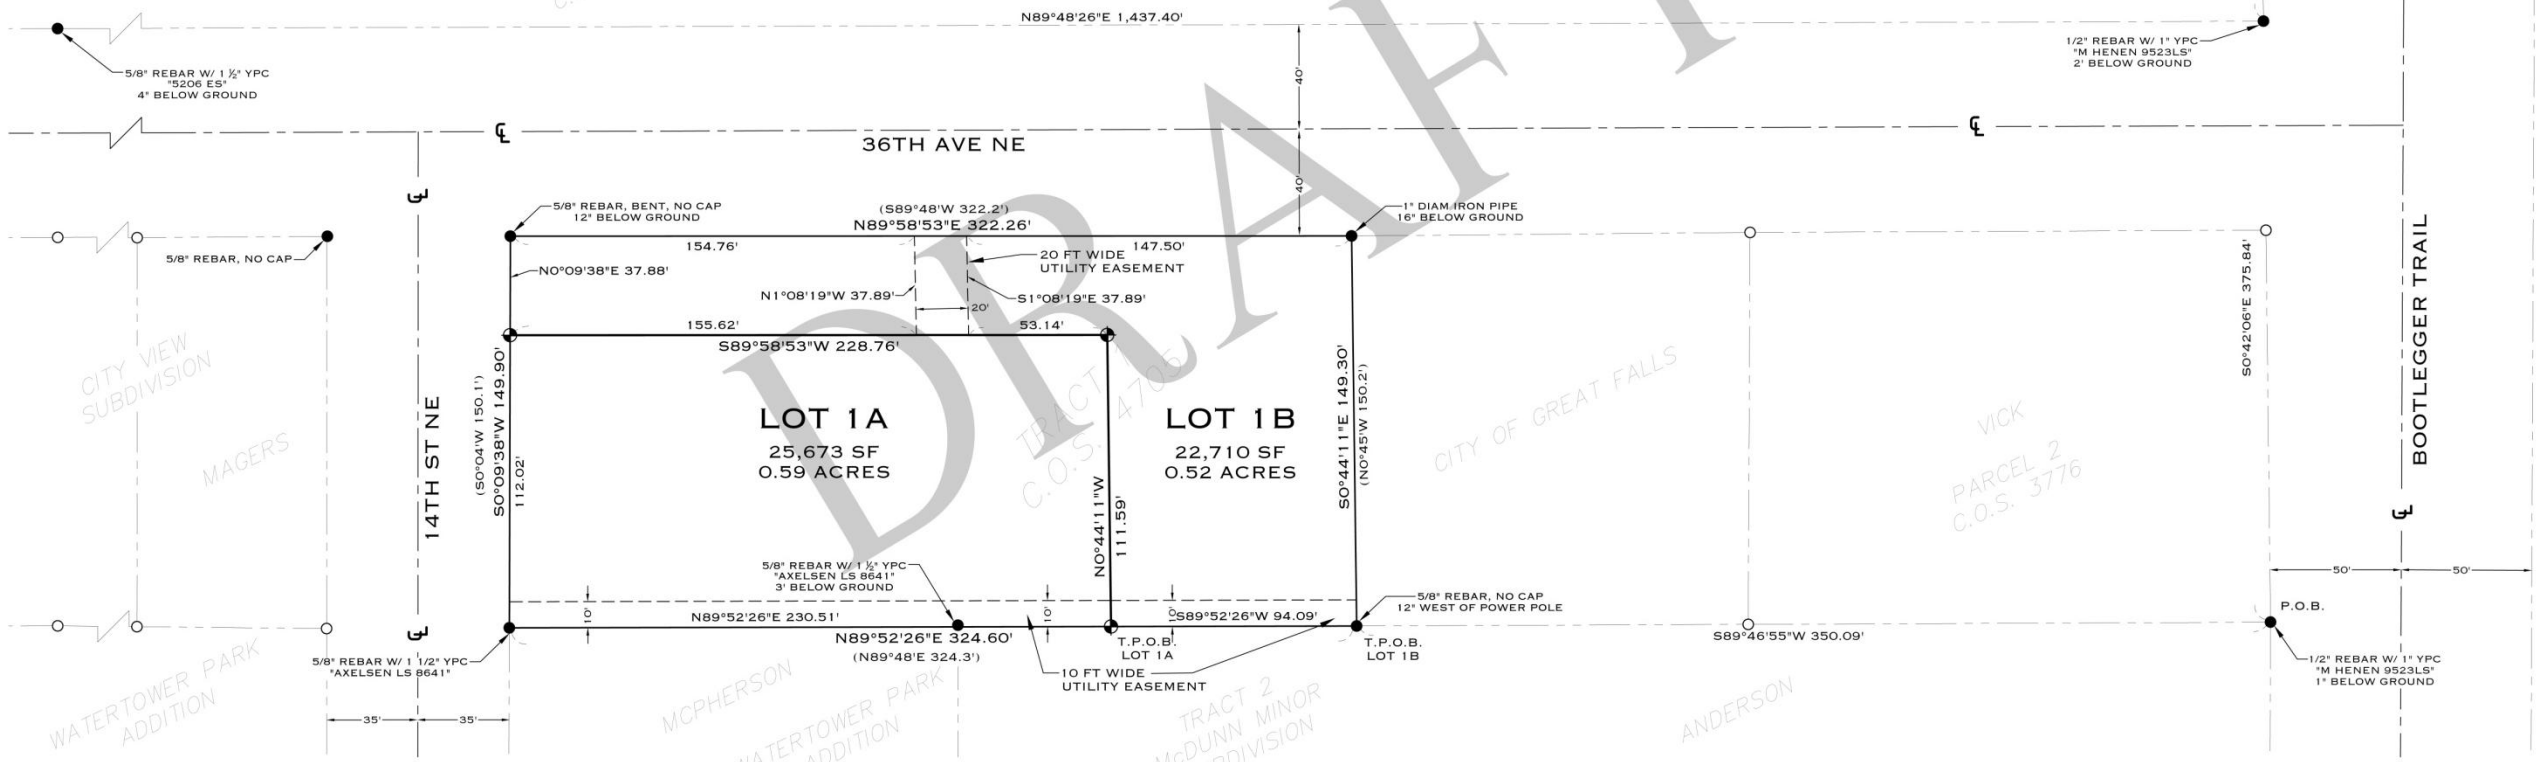 N89°48'26"E 1,437.40'
5/8" REBAR W/ 1 ½" YPC
"5206 ES"
4" BELOW GROUND
1/2" REBAR W/ 1" YPC
"M HENEN 9523LS"
2' BELOW GROUND
40'
36TH AVE NE
40'
5/8" REBAR, NO CAP
5/8" REBAR, BENT, NO CAP
12" BELOW GROUND
(S89°48'W 322.2')
N89°58'53"E 322.26'
154.76'
147.50'
1" DIAM IRON PIPE
16" BELOW GROUND
20 FT WIDE
UTILITY EASEMENT
N0°09'38"E 37.88'
N1°08'19"W 37.89'
S1°08'19"E 37.89'
20'
155.62'
53.14'
S89°58'53"W 228.76'
CITY VIEW
SUBDIVISION
MAGERS
14TH ST NE
(S0°04'W 150.1')
S0°09'38"W 149.90'
112.02'
LOT 1A
25,673 SF
0.59 ACRES
TRACT 1
C.O.S. 4705
LOT 1B
22,710 SF
0.52 ACRES
N0°44'11"W
111.59'
S0°44'11"E 149.30'
(N0°45'W 150.2')
CITY OF GREAT FALLS
VICK
PARCEL 2
C.O.S. 3776
S0°42'06"E 375.84'
BOOTLEGGER TRAIL
DRAFT
5/8" REBAR W/ 1 ½" YPC
"AXELSEN LS 8641"
3' BELOW GROUND
10'
10'
10'
N89°52'26"E 230.51'
S89°52'26"W 94.09'
N89°52'26"E 324.60'
(N89°48'E 324.3')
5/8" REBAR, NO CAP
12" WEST OF POWER POLE
T.P.O.B.
LOT 1A
T.P.O.B.
LOT 1B
10 FT WIDE
UTILITY EASEMENT
5/8" REBAR W/ 1 1/2" YPC
"AXELSEN LS 8641"
S89°46'55"W 350.09'
50'
50'
P.O.B.
1/2" REBAR W/ 1" YPC
"M HENEN 9523LS"
1" BELOW GROUND
WATERTOWER PARK
ADDITION
35'
35'
MCPHERSON
WATERTOWER PARK
ADDITION
TRACT 2
McDUNN MINOR
ANDERSON